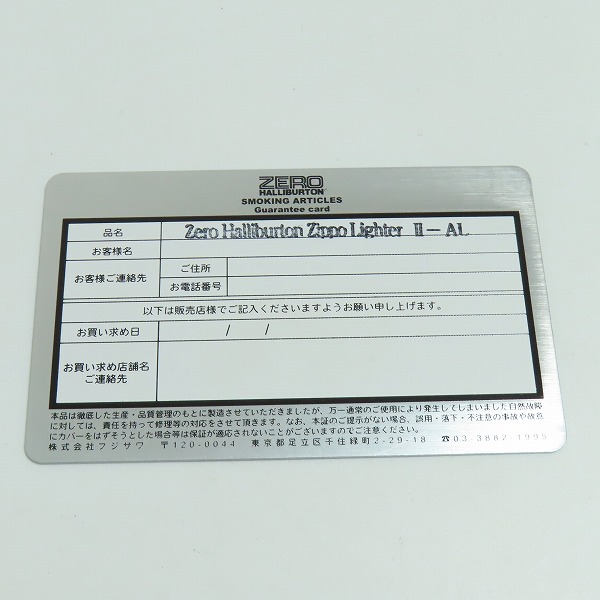 ZERO
HALLIBURTON
SMOKING ARTICLES
Guarantee card
品名 Zero Halliburton Zippo Lighter II-AL
お客様名
お客様ご連絡先 ご住所
お電話番号
以下は販売店様でご記入くださいますようお願い申し上げます。
お買い求め日 / /
お買い求め店舗名
ご連絡先
本品は徹底した生産・品質管理のもとに製造させていただきましたが、万一通常のご使用により発生してしまいました自然故障
に対しては、責任を持って修理等の対応をさせて頂きます。なお、本証のご提示がない場合、誤用・落下・不注意の事故や故意
にカバーをはずそうとした場合等は保証が適応されないことがございますのでご注意ください。
株式会社フジサワ 〒120-0044 東京都足立区千住緑町2-29-18 ☎03-3882-1995